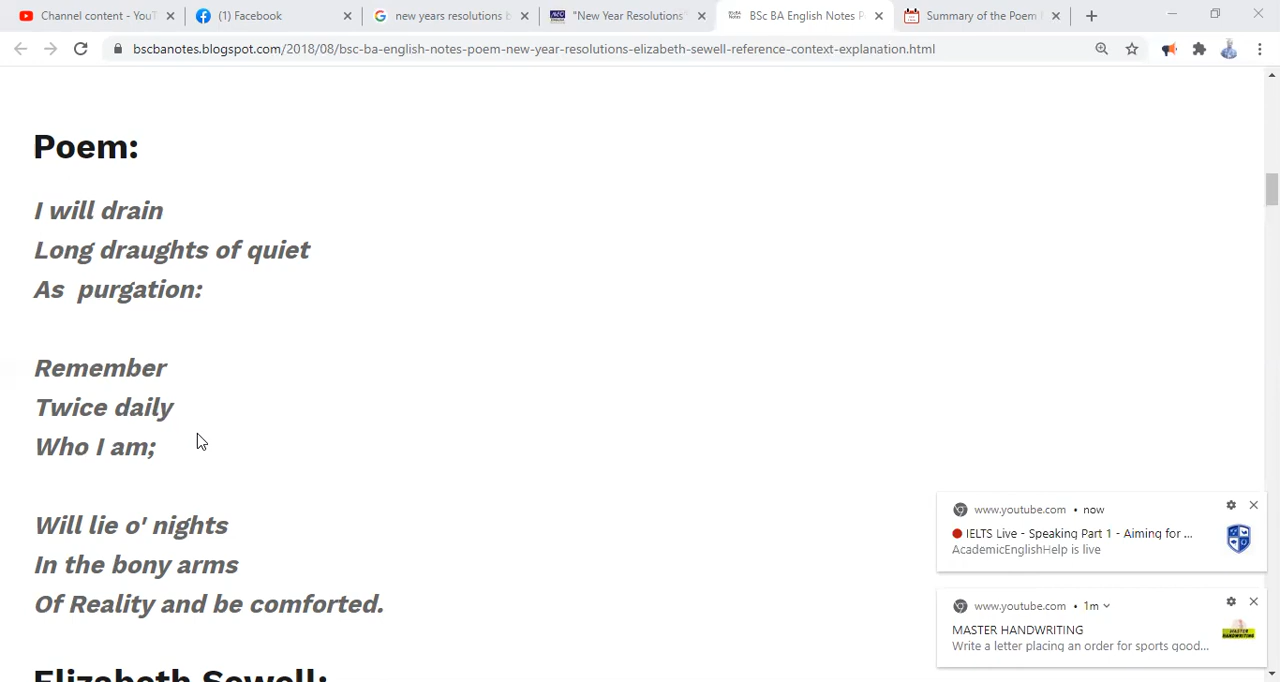 Channel content - YouT
(1) Facebook
new years resolutions b
"New Year Resolutions"
BSc BA English Notes P
Summary of the Poem
bscbanotes.blogspot.com/2018/08/bsc-ba-english-notes-poem-new-year-resolutions-elizabeth-sewell-reference-context-explanation.html
Poem:
I will drain
Long draughts of quiet
As purgation:
Remember
Twice daily
Who I am;
Will lie o' nights
In the bony arms
Of Reality and be comforted.
Elizabeth Sewell:
www.youtube.com • now
IELTS Live - Speaking Part 1 - Aiming for ...
AcademicEnglishHelp is live
www.youtube.com • 1m
MASTER HANDWRITING
Write a letter placing an order for sports good...